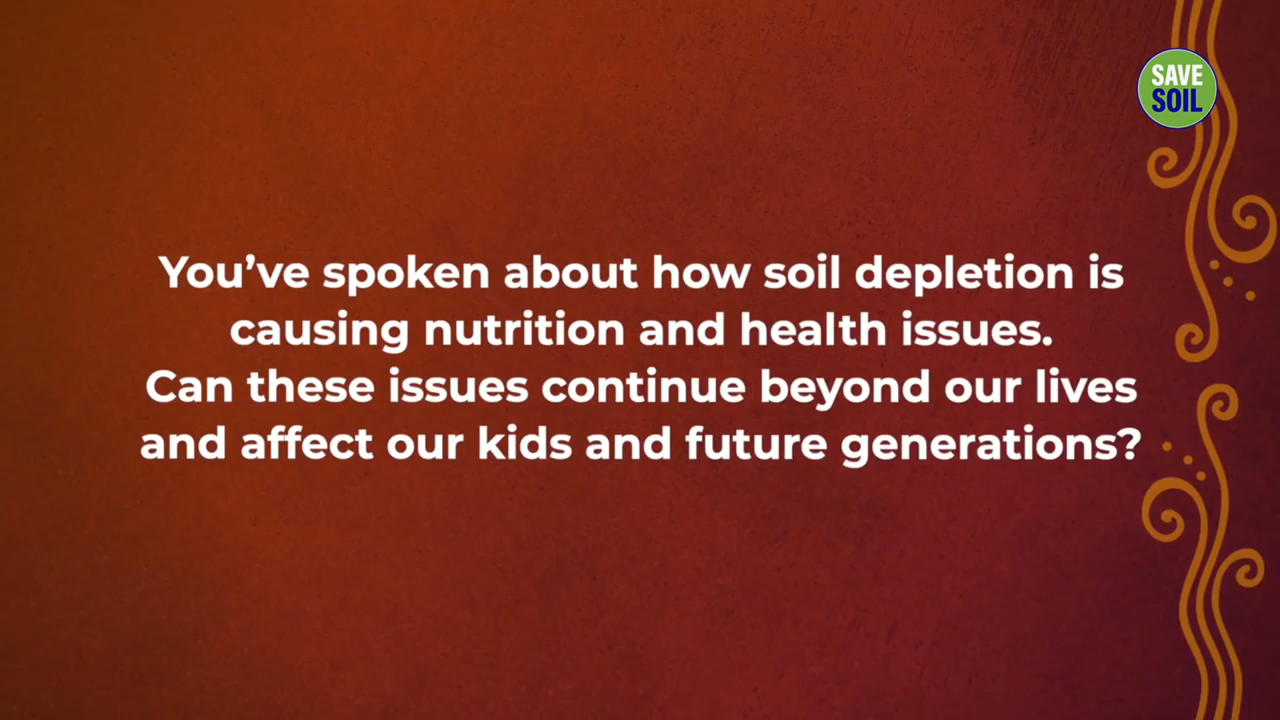 SAVE
SOIL
You’ve spoken about how soil depletion is
causing nutrition and health issues.
Can these issues continue beyond our lives
and affect our kids and future generations?